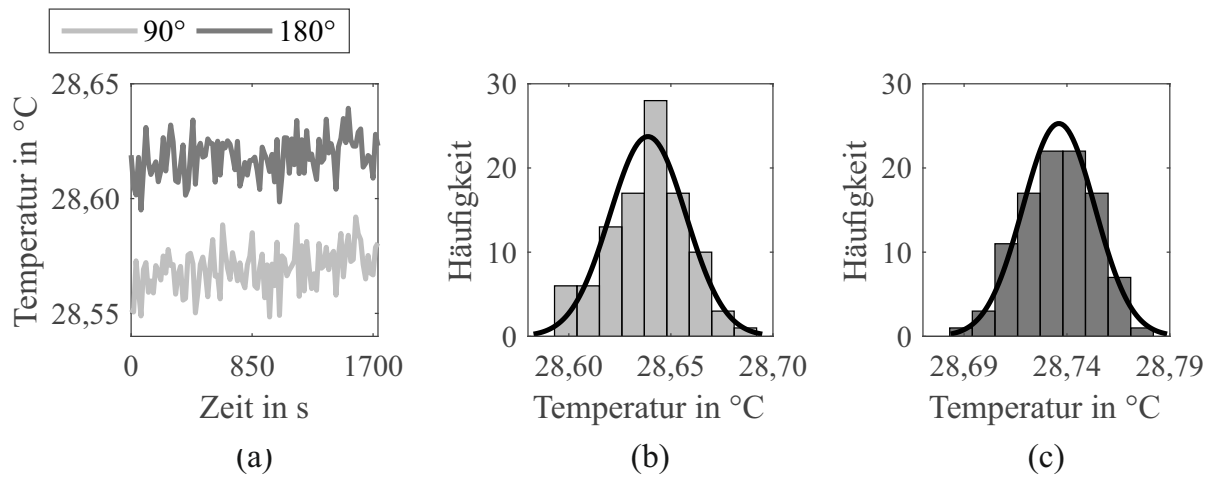 90° 180°
Temperatur in °C
28,65
28,60
28,55
0 850 1700
Zeit in s
(a)
Häufigkeit
30
20
10
0
28,60 28,65 28,70
Temperatur in °C
(b)
Häufigkeit
30
20
10
0
28,69 28,74 28,79
Temperatur in °C
(c)